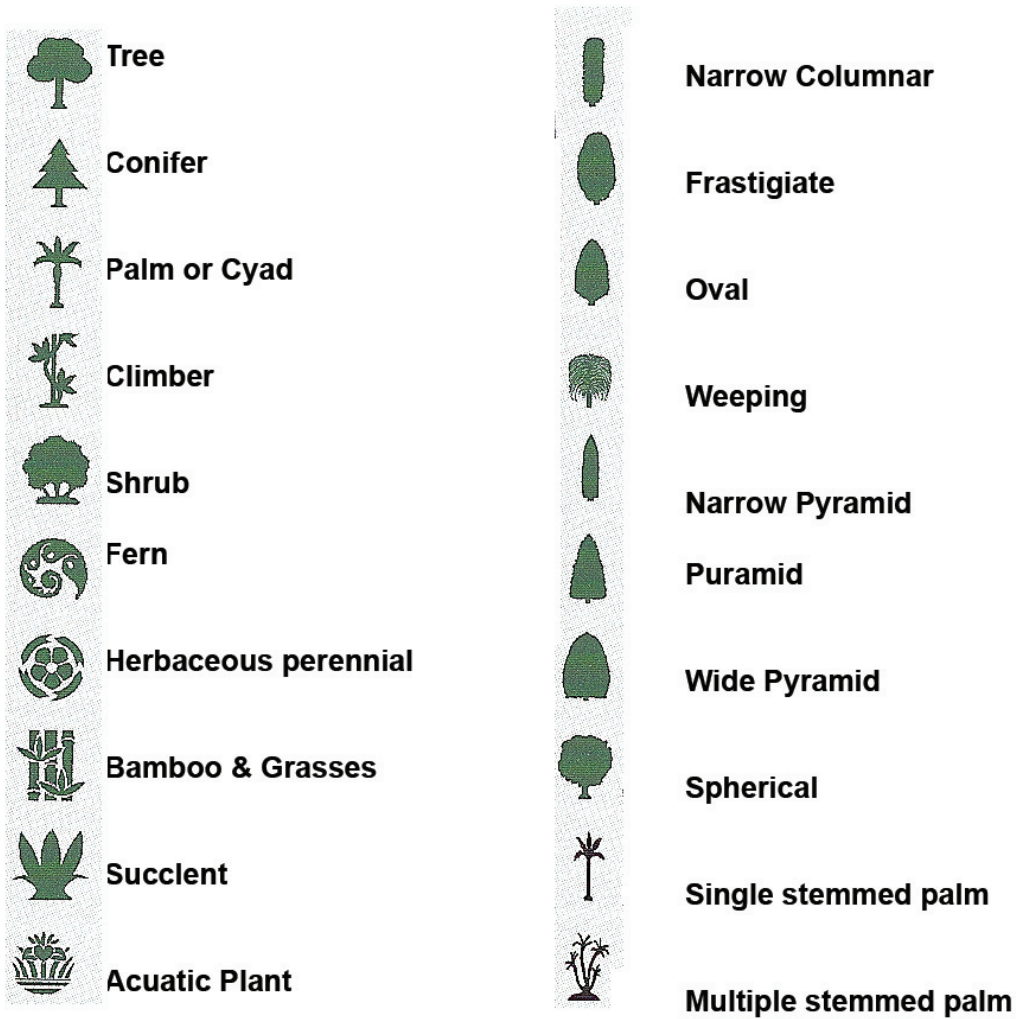 Tree
Conifer
Palm or Cyad
Climber
Shrub
Fern
Herbaceous perennial
Bamboo & Grasses
Succlent
Acuatic Plant
Narrow Columnar
Frastigiate
Oval
Weeping
Narrow Pyramid
Puramid
Wide Pyramid
Spherical
Single stemmed palm
Multiple stemmed palm